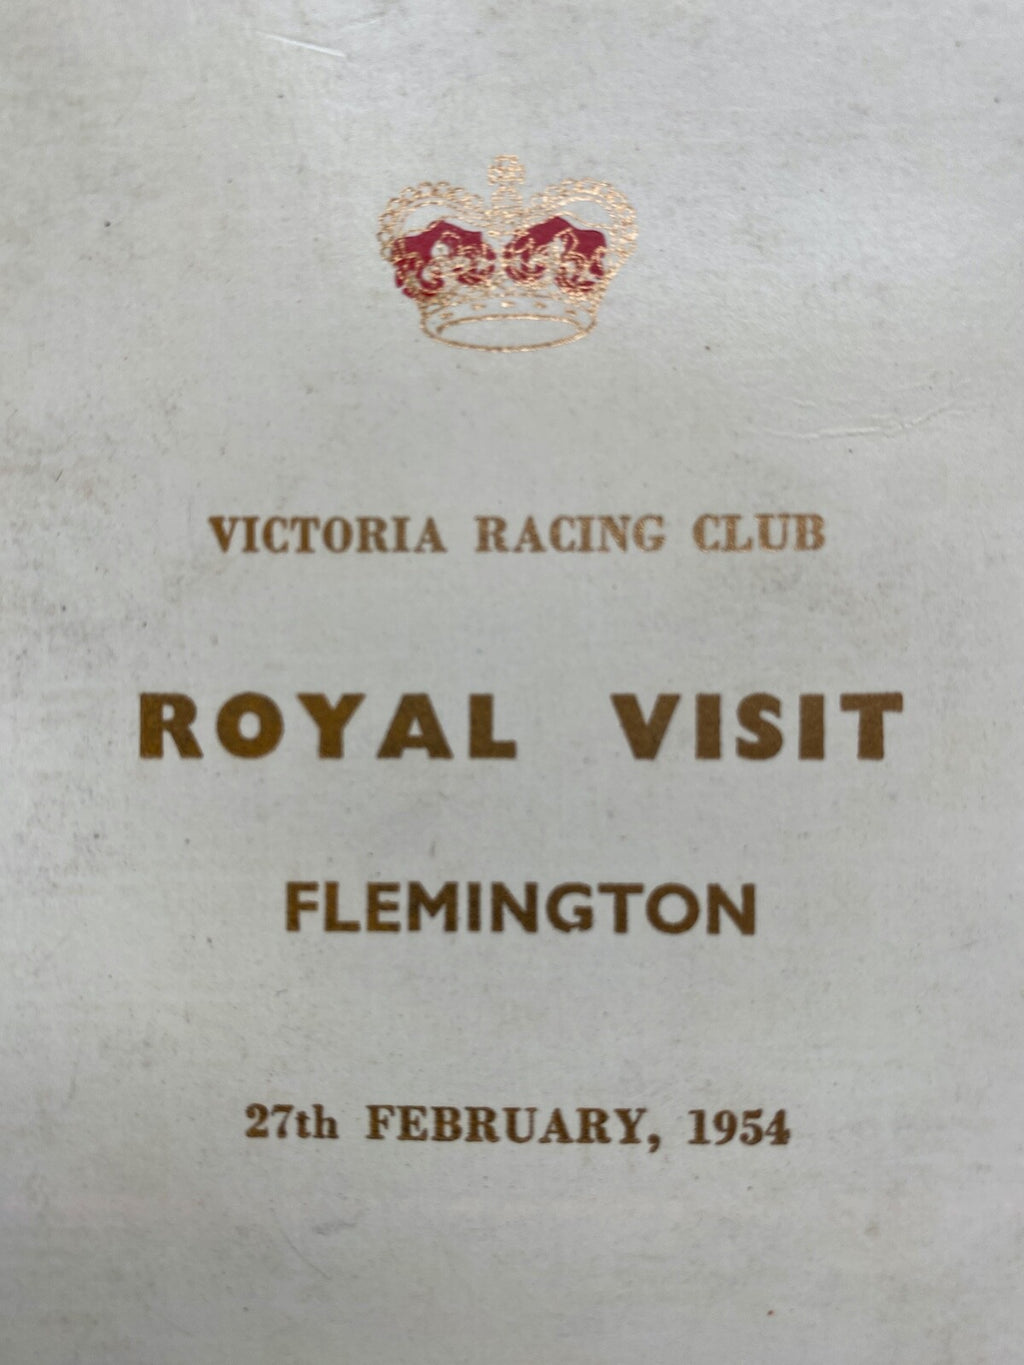 VICTORIA RACING CLUB
ROYAL VISIT
FLEMINGTON
27th FEBRUARY, 1954